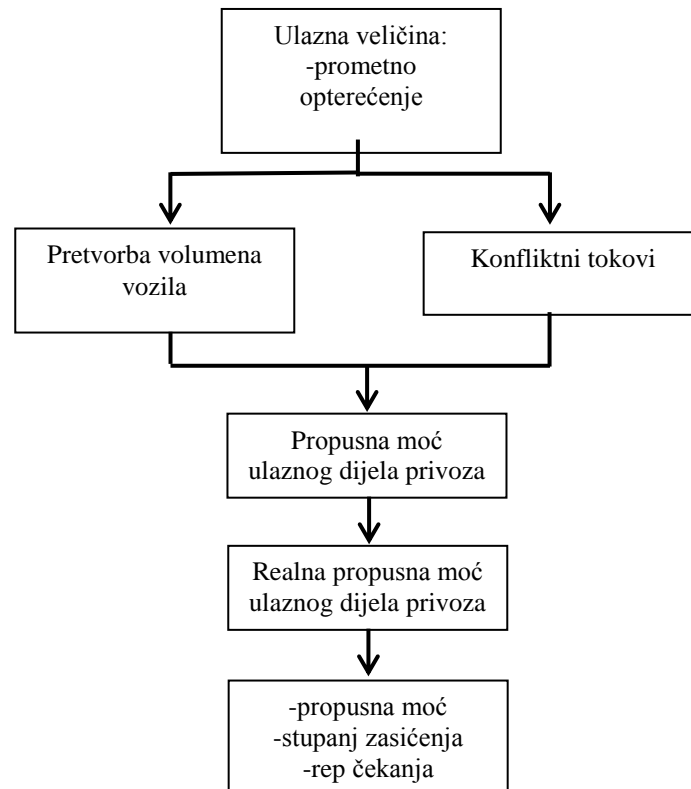 Ulazna veličina:
-prometno
opterećenje
Pretvorba volumena
vozila
Konfliktni tokovi
Propusna moć
ulaznog dijela privoza
Realna propusna moć
ulaznog dijela privoza
-propusna moć
-stupanj zasićenja
-rep čekanja